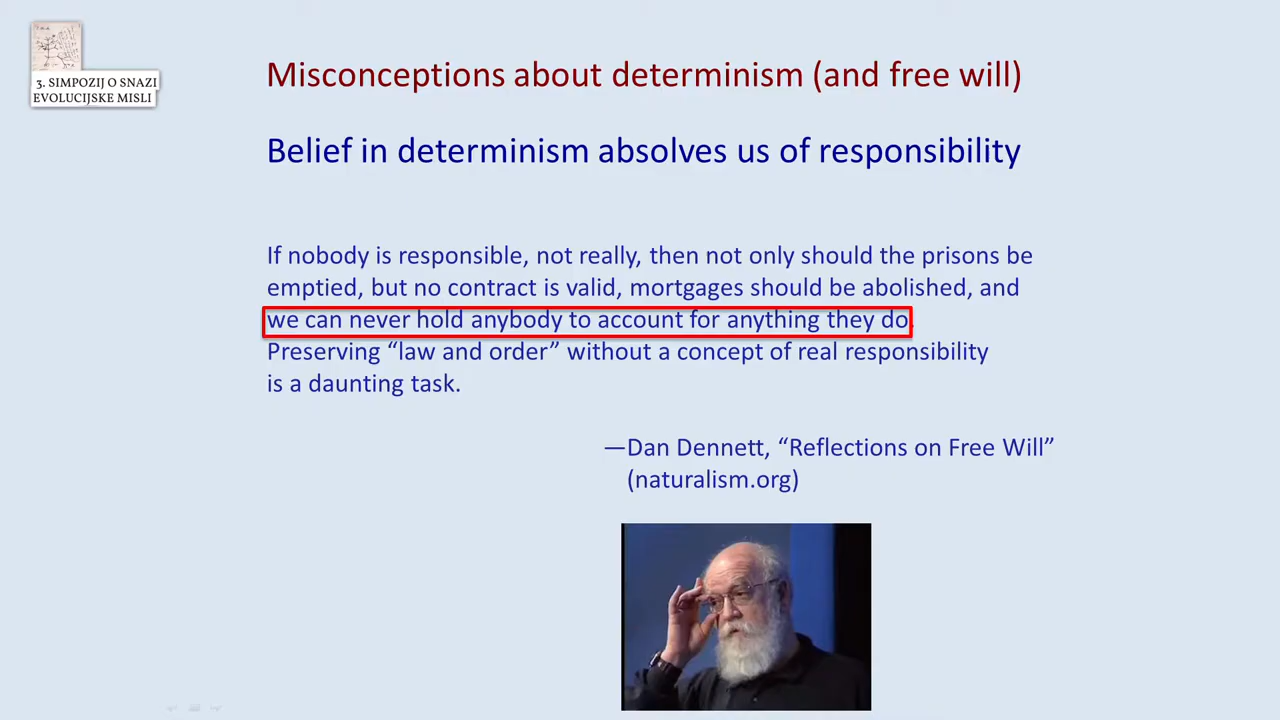 3. SIMPOZIJ O SNAZI
EVOLUCIJSKE MISLI
Misconceptions about determinism (and free will)
Belief in determinism absolves us of responsibility
If nobody is responsible, not really, then not only should the prisons be
emptied, but no contract is valid, mortgages should be abolished, and
we can never hold anybody to account for anything they do.
Preserving “law and order” without a concept of real responsibility
is a daunting task.
—Dan Dennett, “Reflections on Free Will”
(naturalism.org)